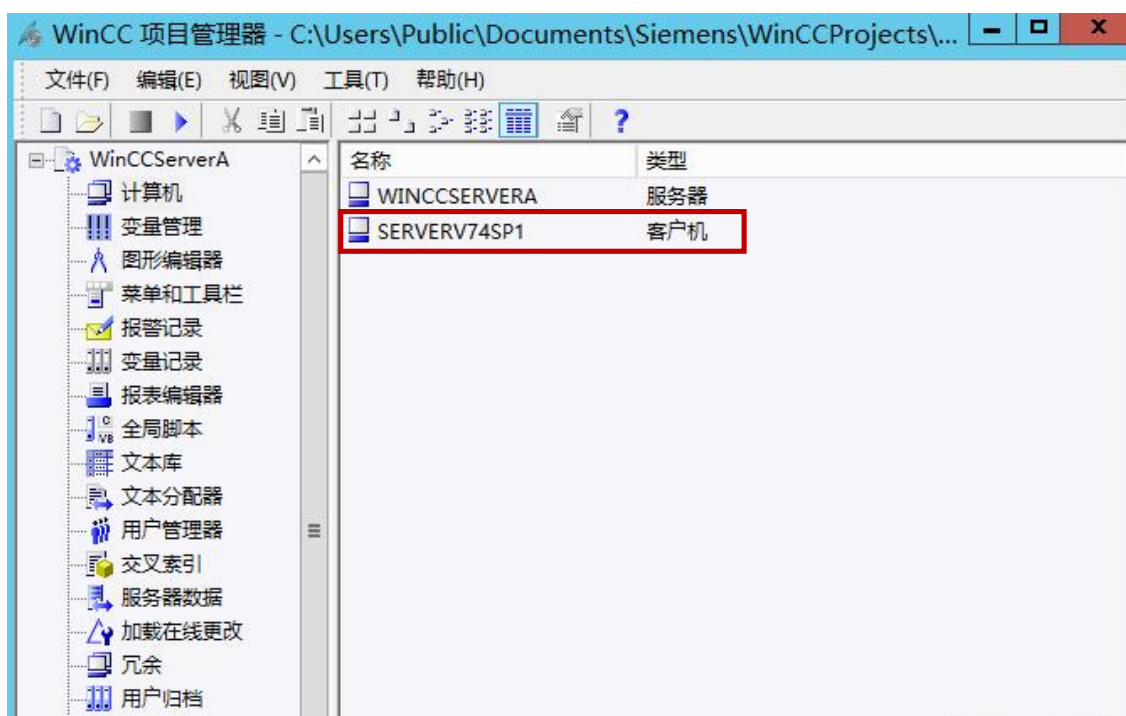 WinCC 项目管理器 - C:\Users\Public\Documents\Siemens\WinCCProjects\...
文件(F) 编辑(E) 视图(V) 工具(T) 帮助(H)
WinCCServerA
计算机
变量管理
图形编辑器
菜单和工具栏
报警记录
变量记录
报表编辑器
全局脚本
文本库
文本分配器
用户管理器
交叉索引
服务器数据
加载在线更改
冗余
用户归档
名称 类型
WINCCSERVERA 服务器
SERVERV74SP1 客户机